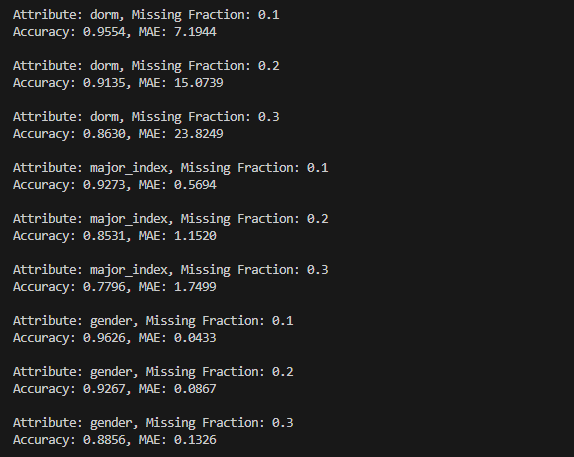 Attribute: dorm, Missing Fraction: 0.1
Accuracy: 0.9554, MAE: 7.1944
Attribute: dorm, Missing Fraction: 0.2
Accuracy: 0.9135, MAE: 15.0739
Attribute: dorm, Missing Fraction: 0.3
Accuracy: 0.8630, MAE: 23.8249
Attribute: major_index, Missing Fraction: 0.1
Accuracy: 0.9273, MAE: 0.5694
Attribute: major_index, Missing Fraction: 0.2
Accuracy: 0.8531, MAE: 1.1520
Attribute: major_index, Missing Fraction: 0.3
Accuracy: 0.7796, MAE: 1.7499
Attribute: gender, Missing Fraction: 0.1
Accuracy: 0.9626, MAE: 0.0433
Attribute: gender, Missing Fraction: 0.2
Accuracy: 0.9267, MAE: 0.0867
Attribute: gender, Missing Fraction: 0.3
Accuracy: 0.8856, MAE: 0.1326